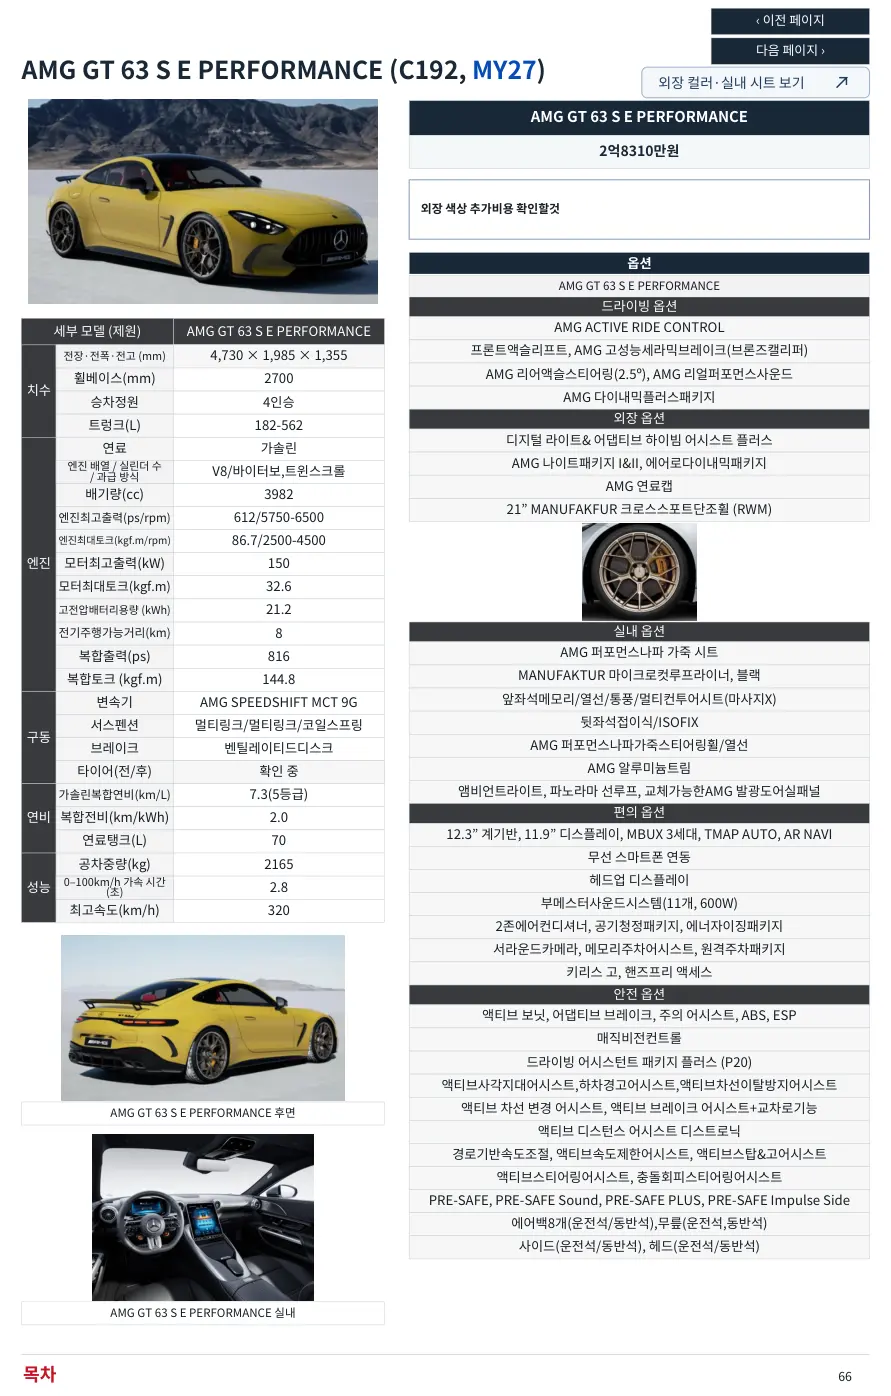 ‹ 이전 페이지
다음 페이지 ›
AMG GT 63 S E PERFORMANCE (C192, MY27)
외장 컬러·실내 시트 보기
세부 모델 (제원) AMG GT 63 S E PERFORMANCE
치수
전장·전폭·전고 (mm) 4,730 × 1,985 × 1,355
휠베이스(mm) 2700
승차정원 4인승
트렁크(L) 182-562
엔진
연료 가솔린
엔진 배열 / 실린더 수
/ 과급 방식 V8/바이터보,트윈스크롤
배기량(cc) 3982
엔진최고출력(ps/rpm) 612/5750-6500
엔진최대토크(kgf.m/rpm) 86.7/2500-4500
모터최고출력(kW) 150
모터최대토크(kgf.m) 32.6
고전압배터리용량 (kWh) 21.2
전기주행가능거리(km) 8
복합출력(ps) 816
복합토크 (kgf.m) 144.8
구동
변속기 AMG SPEEDSHIFT MCT 9G
서스펜션 멀티링크/멀티링크/코일스프링
브레이크 벤틸레이티드디스크
타이어(전/후) 확인 중
연비
가솔린복합연비(km/L) 7.3(5등급)
복합전비(km/kWh) 2.0
연료탱크(L) 70
성능
공차중량(kg) 2165
0–100km/h 가속 시간
(초) 2.8
최고속도(km/h) 320
AMG GT 63 S E PERFORMANCE 후면
AMG GT 63 S E PERFORMANCE 실내
AMG GT 63 S E PERFORMANCE
2억8310만원
외장 색상 추가비용 확인할것
옵션
AMG GT 63 S E PERFORMANCE
드라이빙 옵션
AMG ACTIVE RIDE CONTROL
프론트액슬리프트, AMG 고성능세라믹브레이크(브론즈캘리퍼)
AMG 리어액슬스티어링(2.5º), AMG 리얼퍼포먼스사운드
AMG 다이내믹플러스패키지
외장 옵션
디지털 라이트& 어댑티브 하이빔 어시스트 플러스
AMG 나이트패키지 I&II, 에어로다이내믹패키지
AMG 연료캡
21” MANUFAKFUR 크로스스포트단조휠 (RWM)
실내 옵션
AMG 퍼포먼스나파 가죽 시트
MANUFAKTUR 마이크로컷루프라이너, 블랙
앞좌석메모리/열선/통풍/멀티컨투어시트(마사지X)
뒷좌석접이식/ISOFIX
AMG 퍼포먼스나파가죽스티어링휠/열선
AMG 알루미늄트림
앰비언트라이트, 파노라마 선루프, 교체가능한AMG 발광도어실패널
편의 옵션
12.3” 계기반, 11.9” 디스플레이, MBUX 3세대, TMAP AUTO, AR NAVI
무선 스마트폰 연동
헤드업 디스플레이
부메스터사운드시스템(11개, 600W)
2존에어컨디셔너, 공기청정패키지, 에너자이징패키지
서라운드카메라, 메모리주차어시스트, 원격주차패키지
키리스 고, 핸즈프리 액세스
안전 옵션
액티브 보닛, 어댑티브 브레이크, 주의 어시스트, ABS, ESP
매직비전컨트롤
드라이빙 어시스턴트 패키지 플러스 (P20)
액티브사각지대어시스트,하차경고어시스트,액티브차선이탈방지어시스트
액티브 차선 변경 어시스트, 액티브 브레이크 어시스트+교차로기능
액티브 디스턴스 어시스트 디스트로닉
경로기반속도조절, 액티브속도제한어시스트, 액티브스탑&고어시스트
액티브스티어링어시스트, 충돌회피스티어링어시스트
PRE-SAFE, PRE-SAFE Sound, PRE-SAFE PLUS, PRE-SAFE Impulse Side
에어백8개(운전석/동반석),무릎(운전석,동반석)
사이드(운전석/동반석), 헤드(운전석/동반석)
목차
66